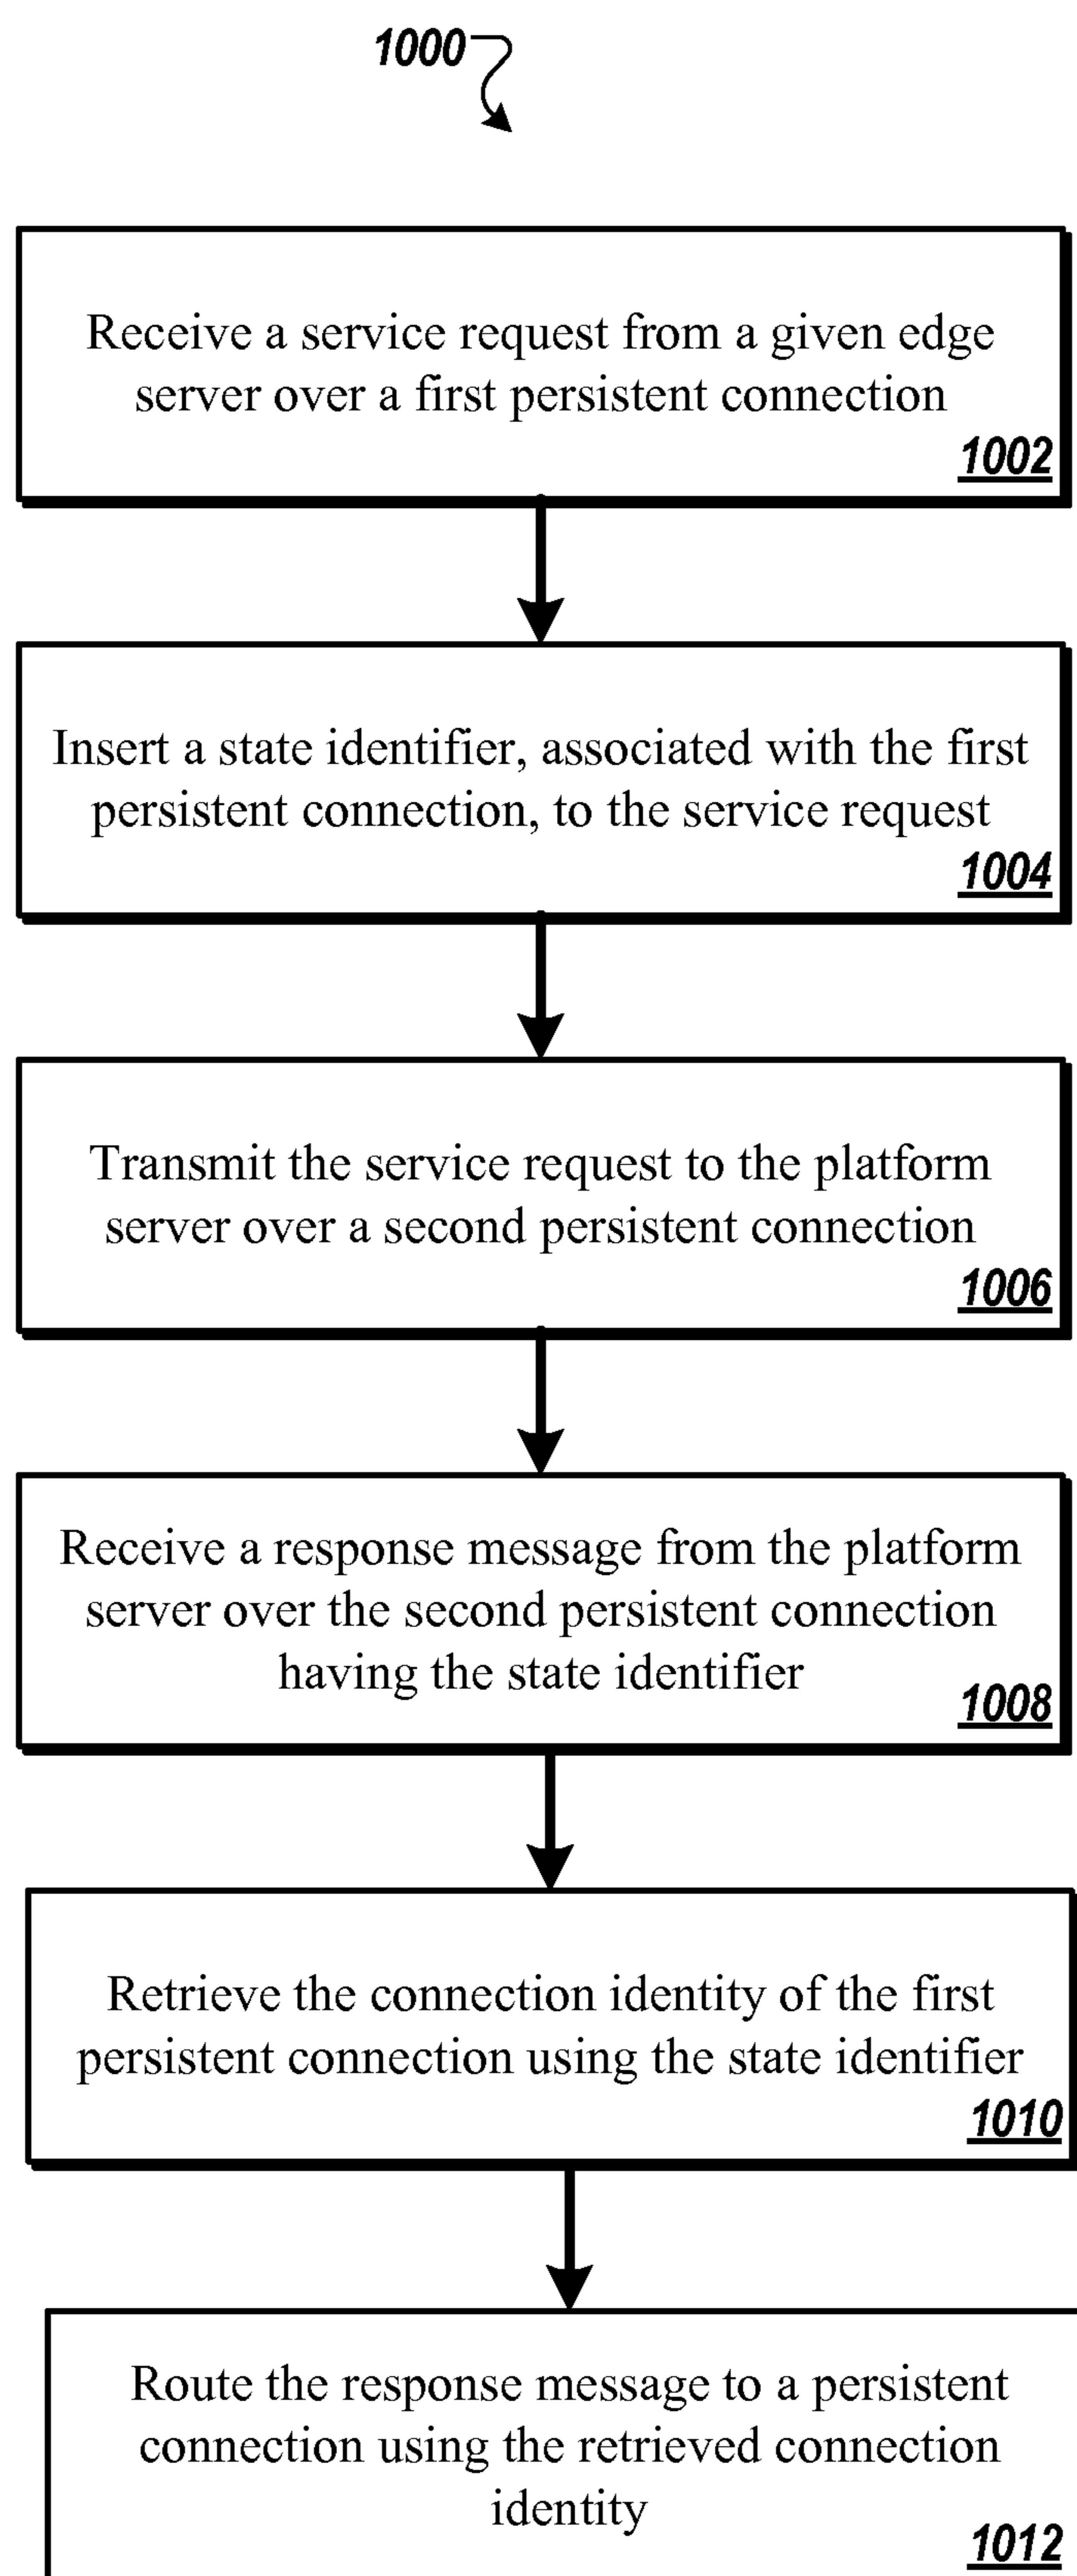 1000
Receive a service request from a given edge
server over a first persistent connection
1002
Insert a state identifier, associated with the first
persistent connection, to the service request
1004
Transmit the service request to the platform
server over a second persistent connection
1006
Receive a response message from the platform
server over the second persistent connection
having the state identifier
1008
Retrieve the connection identity of the first
persistent connection using the state identifier
1010
Route the response message to a persistent
connection using the retrieved connection
identity
1012